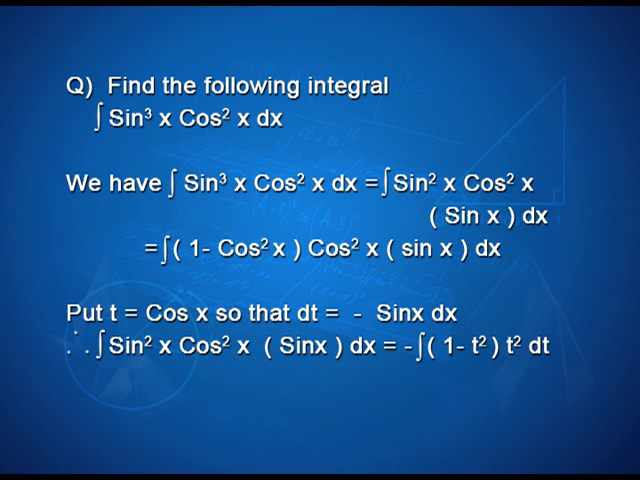 Q) Find the following integral
∫ Sin³ x Cos² x dx
We have ∫ Sin³ x Cos² x dx = ∫ Sin² x Cos² x
( Sin x ) dx
= ∫ ( 1- Cos² x ) Cos² x ( sin x ) dx
Put t = Cos x so that dt = - Sinx dx
∴ ∫ Sin² x Cos² x ( Sinx ) dx = - ∫ ( 1- t² ) t² dt